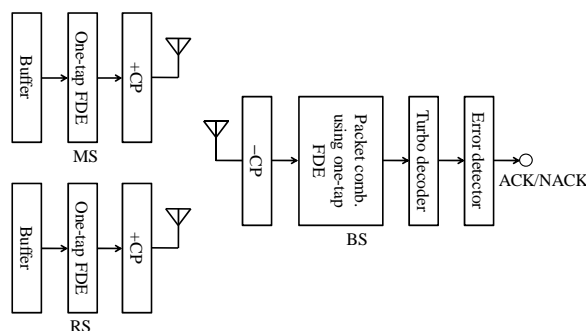 Buffer
One-tap FDE
+CP
MS
Buffer
One-tap FDE
+CP
RS
−CP
Packet comb.
using one-tap
FDE
Turbo decoder
Error detector
ACK/NACK
BS